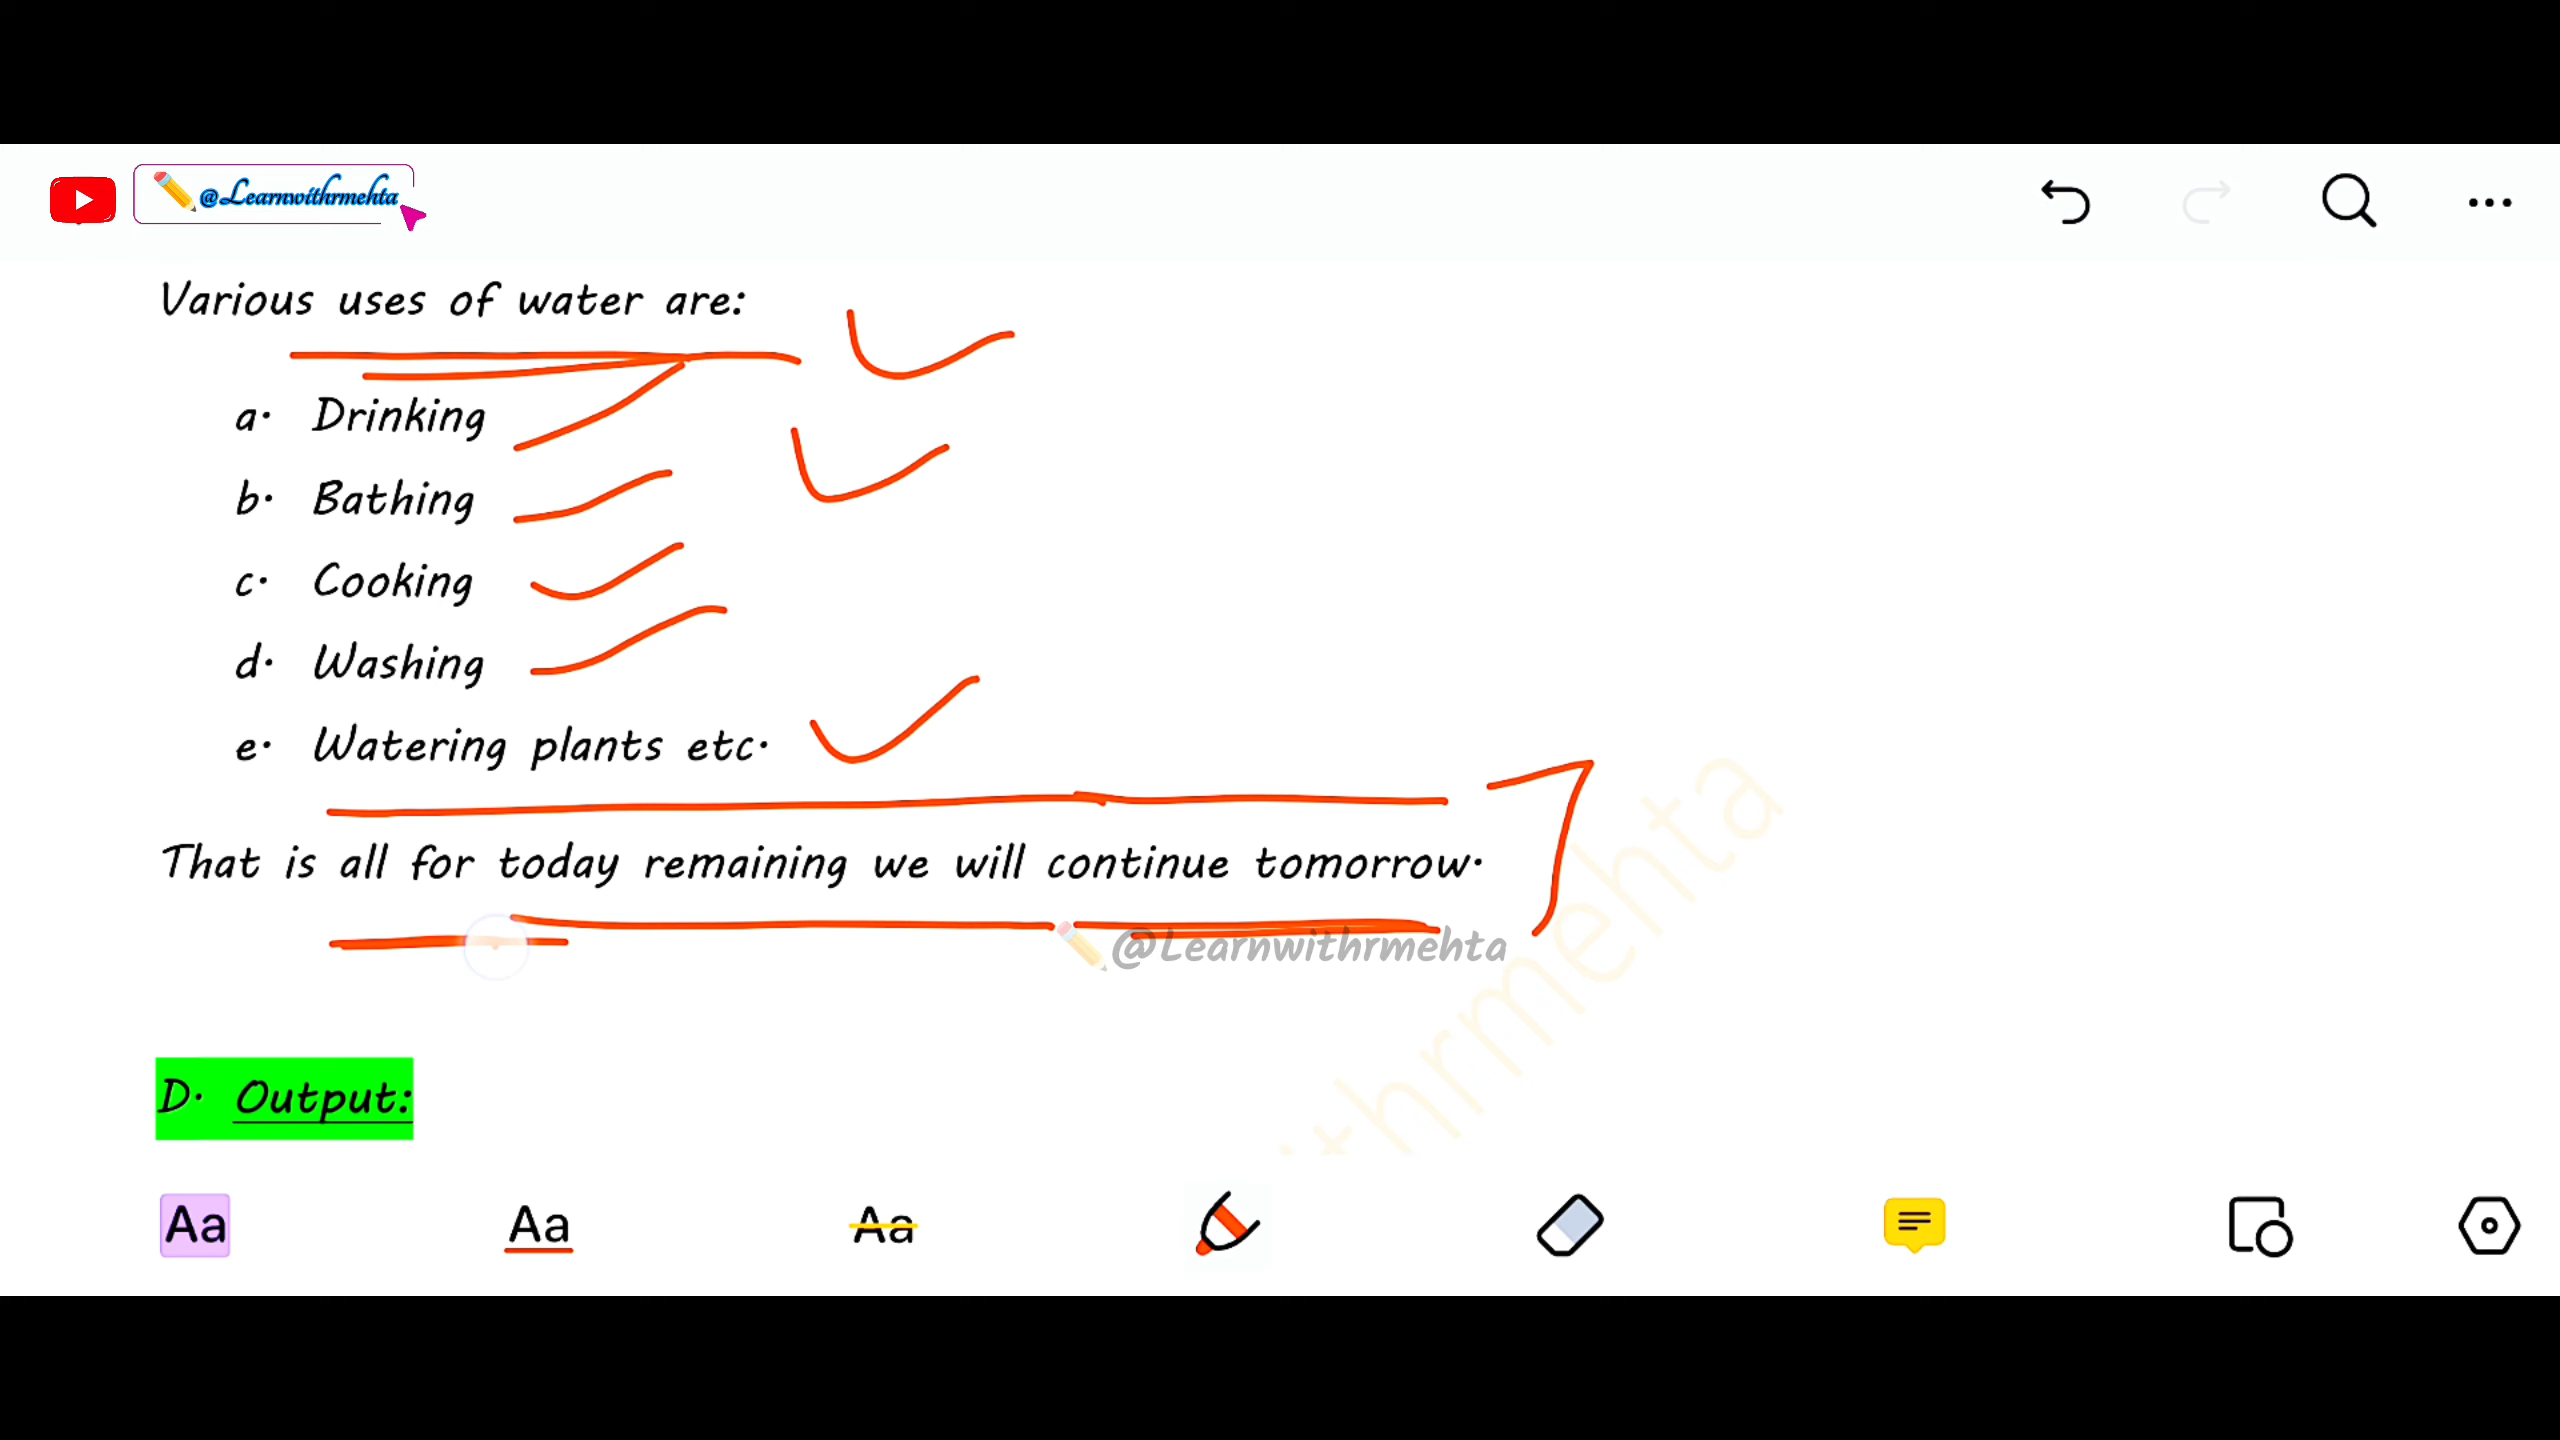 @Learnwithrmehta
Various uses of water are:
a. Drinking
b. Bathing
c. Cooking
d. Washing
e. Watering plants etc.
That is all for today remaining we will continue tomorrow.
@Learnwithrmehta
ithrmehta
D. Output:
Aa Aa Aa